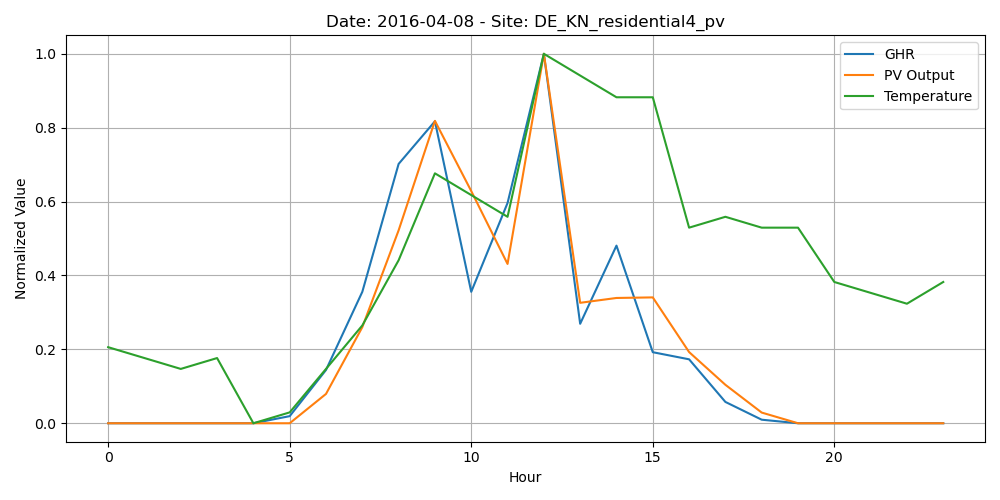 Date: 2016-04-08 - Site: DE_KN_residential4_pv
GHR
PV Output
Temperature
Normalized Value
1.0
0.8
0.6
0.4
0.2
0.0
0 5 10 15 20
Hour